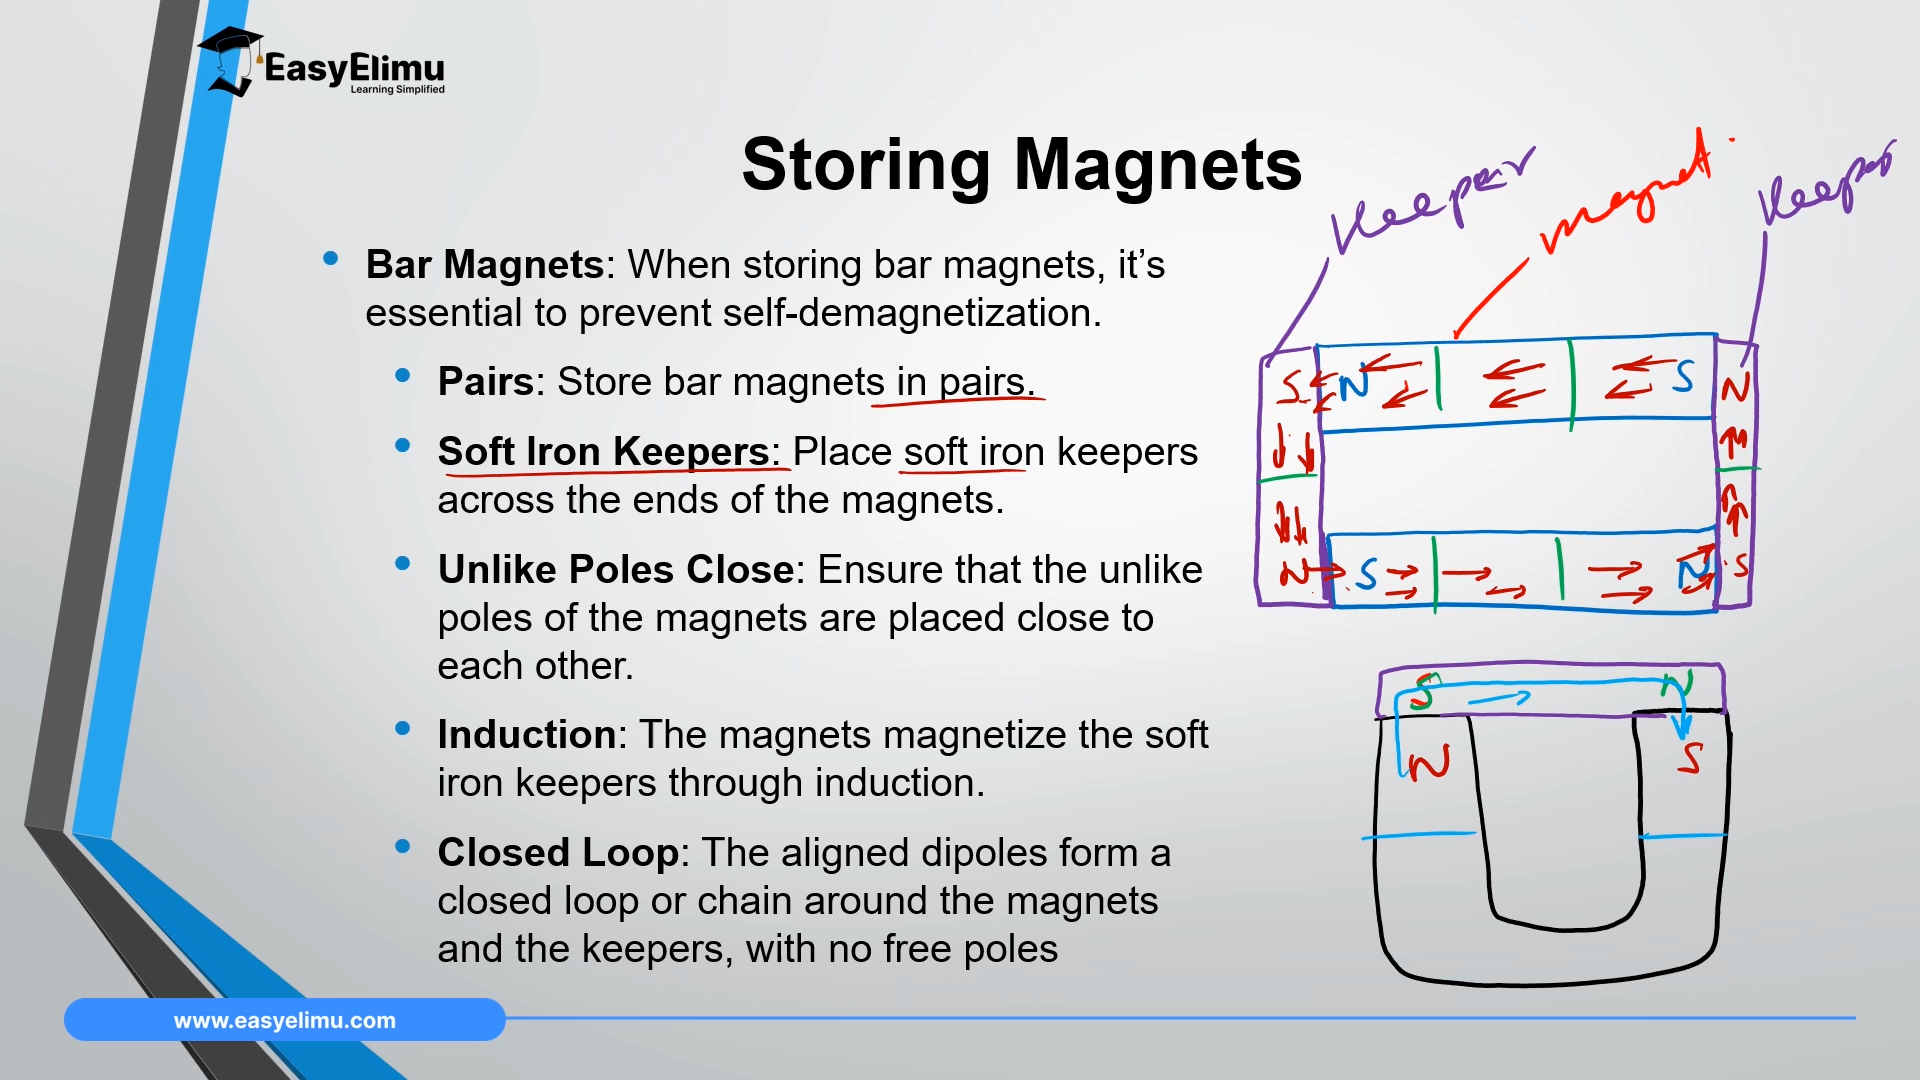 EasyElimu
Learning Simplified
Storing Magnets
Keeper
magnet
Keeper
• Bar Magnets: When storing bar magnets, it’s
essential to prevent self-demagnetization.
• Pairs: Store bar magnets in pairs.
• Soft Iron Keepers: Place soft iron keepers
across the ends of the magnets.
• Unlike Poles Close: Ensure that the unlike
poles of the magnets are placed close to
each other.
• Induction: The magnets magnetize the soft
iron keepers through induction.
• Closed Loop: The aligned dipoles form a
closed loop or chain around the magnets
and the keepers, with no free poles
S N S N
N S N S
S N
N S
www.easyelimu.com